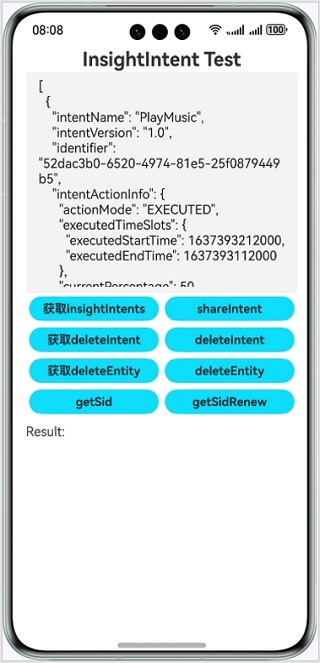 08:08
100
InsightIntent Test
[
{
"intentName": "PlayMusic",
"intentVersion": "1.0",
"identifier":
"52dac3b0-6520-4974-81e5-25f0879449
b5",
"intentActionInfo": {
"actionMode": "EXECUTED",
"executedTimeSlots": {
"executedStartTime": 1637393212000,
"executedEndTime": 1637393112000
},
"currentPercentage": 50
获取insightIntents
shareIntent
获取deleteIntent
deleteIntent
获取deleteEntity
deleteEntity
getSid
getSidRenew
Result: